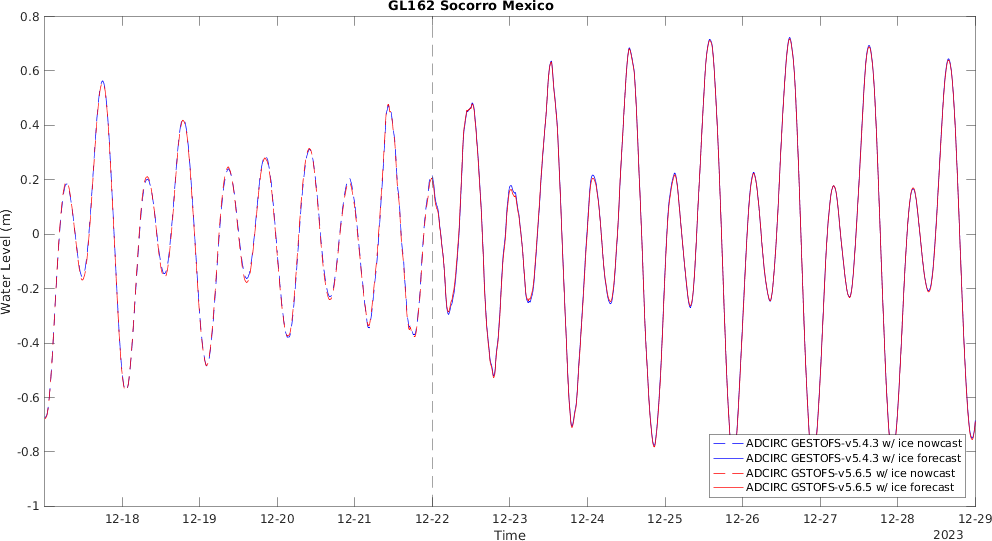 GL162 Socorro Mexico
Water Level (m)
0.8
0.6
0.4
0.2
0
-0.2
-0.4
-0.6
-0.8
-1
ADCIRC GESTOFS-v5.4.3 w/ ice nowcast
ADCIRC GESTOFS-v5.4.3 w/ ice forecast
ADCIRC GSTOFS-v5.6.5 w/ ice nowcast
ADCIRC GSTOFS-v5.6.5 w/ ice forecast
12-18 12-19 12-20 12-21 12-22 12-23 12-24 12-25 12-26 12-27 12-28 12-29
Time
2023